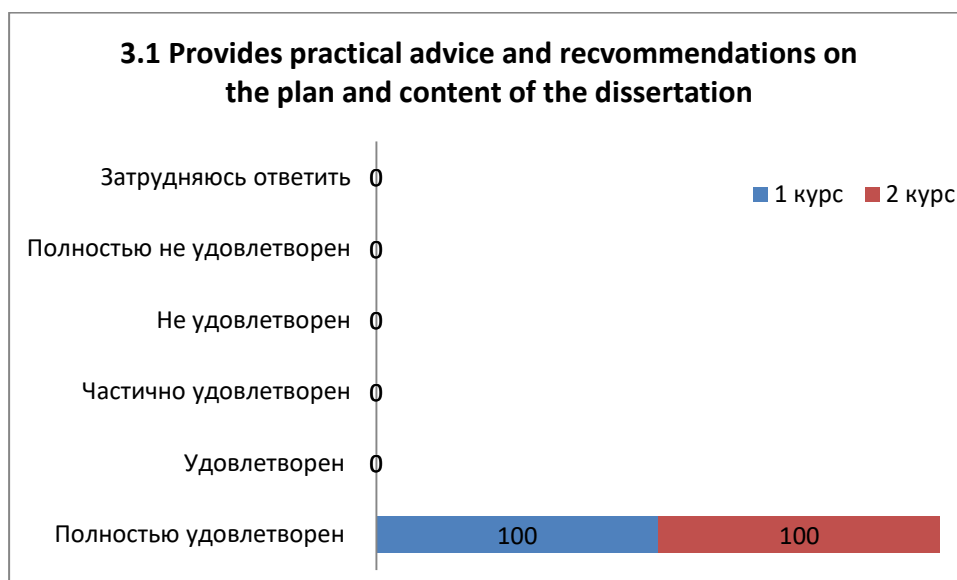 3.1 Provides practical advice and recvommendations on
the plan and content of the dissertation
Затрудняюсь ответить 0
1 курс 2 курс
Полностью не удовлетворен 0
Не удовлетворен 0
Частично удовлетворен 0
Удовлетворен 0
Полностью удовлетворен 100 100